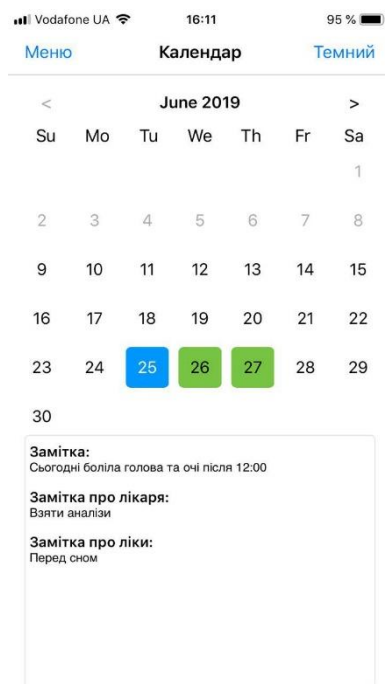 Vodafone UA 16:11 95 %
Меню Календар Темний
< June 2019 >
Su Mo Tu We Th Fr Sa
1
2 3 4 5 6 7 8
9 10 11 12 13 14 15
16 17 18 19 20 21 22
23 24 25 26 27 28 29
30
Замітка:
Сьогодні боліла голова та очі після 12:00
Замітка про лікаря:
Взяти аналізи
Замітка про ліки:
Перед сном